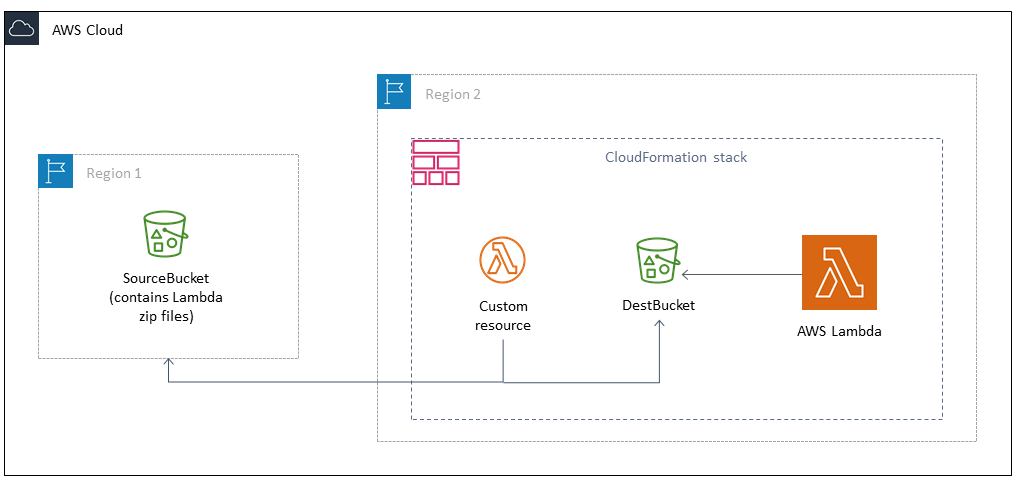 AWS Cloud
Region 2
CloudFormation stack
Region 1
SourceBucket
(contains Lambda
zip files)
Custom
resource
DestBucket
AWS Lambda